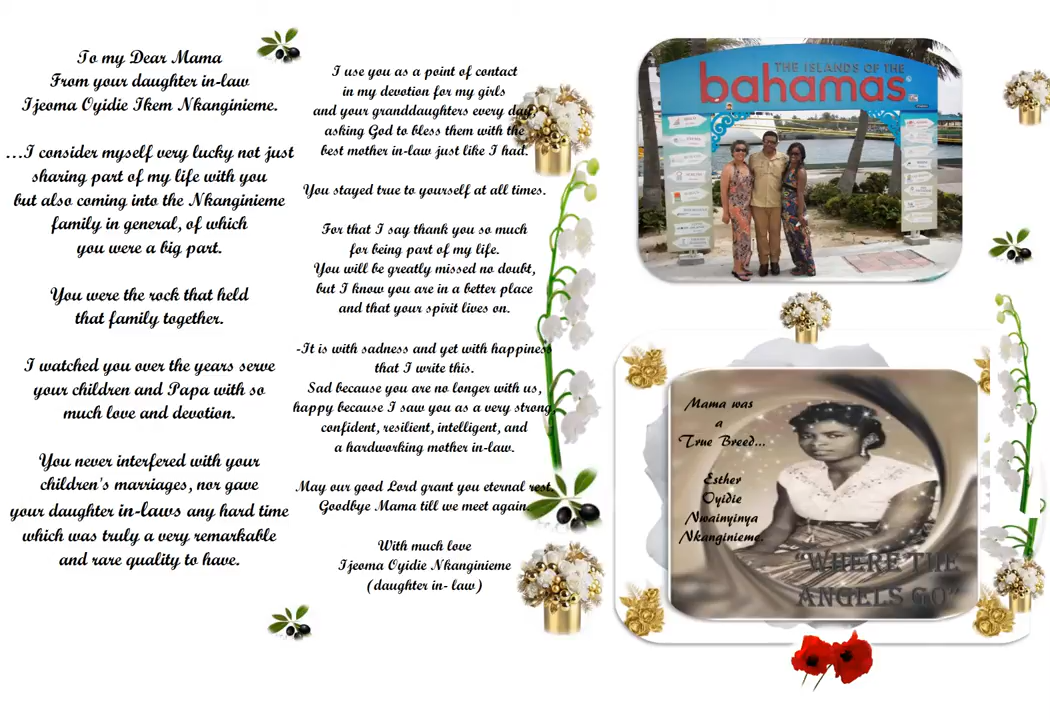 To my Dear Mama
From your daughter in-law
Ijeoma Oyidie Ikem Nkanginieme.
...I consider myself very lucky not just
sharing part of my life with you
but also coming into the Nkanginieme
family in general, of which
you were a big part.
You were the rock that held
that family together.
I watched you over the years serve
your children and Papa with so
much love and devotion.
You never interfered with your
children's marriages, nor gave
your daughter in-laws any hard time
which was truly a very remarkable
and rare quality to have.
I use you as a point of contact
in my devotion for my girls
and your granddaughters every day
asking God to bless them with the
best mother in-law just like I had.
You stayed true to yourself at all times.
For that I say thank you so much
for being part of my life.
You will be greatly missed no doubt,
but I know you are in a better place
and that your spirit lives on.
-It is with sadness and yet with happiness
that I write this.
Sad because you are no longer with us,
happy because I saw you as a very strong,
confident, resilient, intelligent, and
a hardworking mother in-law.
May our good Lord grant you eternal rest.
Goodbye Mama till we meet again.
With much love
Ijeoma Oyidie Nkanginieme
(daughter in- law)
THE ISLANDS OF THE
bahamas
Mama was
a
True Breed...
Esther
Oyidie
Nwainyinya
Nkanginieme.
"WHERE THE
ANGELS GO"